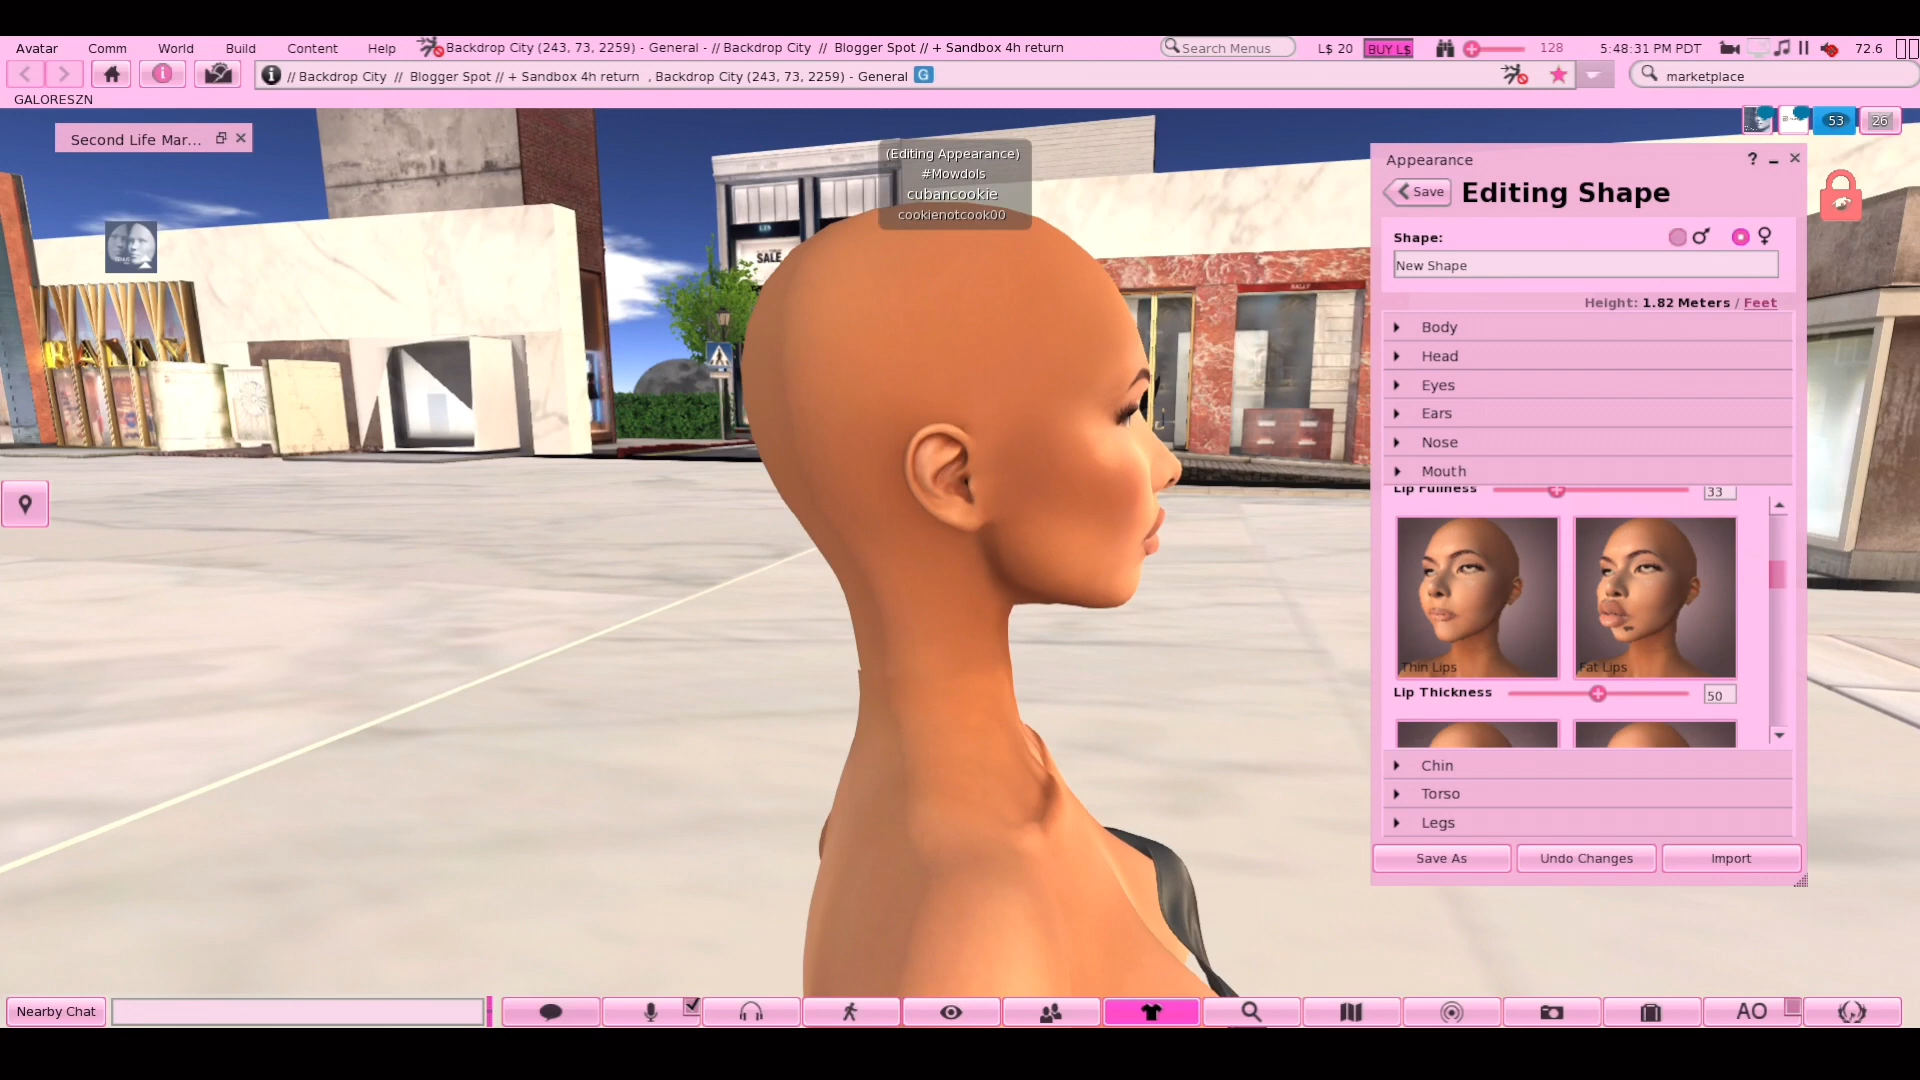 Avatar Comm World Build Content Help Backdrop City (243, 73, 2259) - General - // Backdrop City // Blogger Spot // + Sandbox 4h return Search Menus L$ 20 BUY L$ 128 5:48:31 PM PDT 72.6
// Backdrop City // Blogger Spot // + Sandbox 4h return , Backdrop City (243, 73, 2259) - General G marketplace
GALORESZN
53 26
Second Life Mar...
(Editing Appearance)
#Mowdols
cubancookie
cookienotcook00
SALE
BALLY
Appearance ?
Save Editing Shape
Shape:
New Shape
Height: 1.82 Meters / Feet
Body
Head
Eyes
Ears
Nose
Mouth
Lip Fullness 33
Thin Lips Fat Lips
Lip Thickness 50
Chin
Torso
Legs
Save As Undo Changes Import
Nearby Chat AO